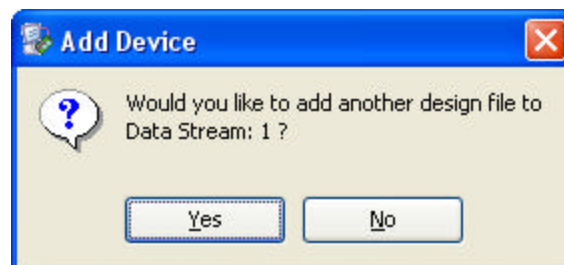 Add Device
Would you like to add another design file to
Data Stream: 1 ?
Yes
No